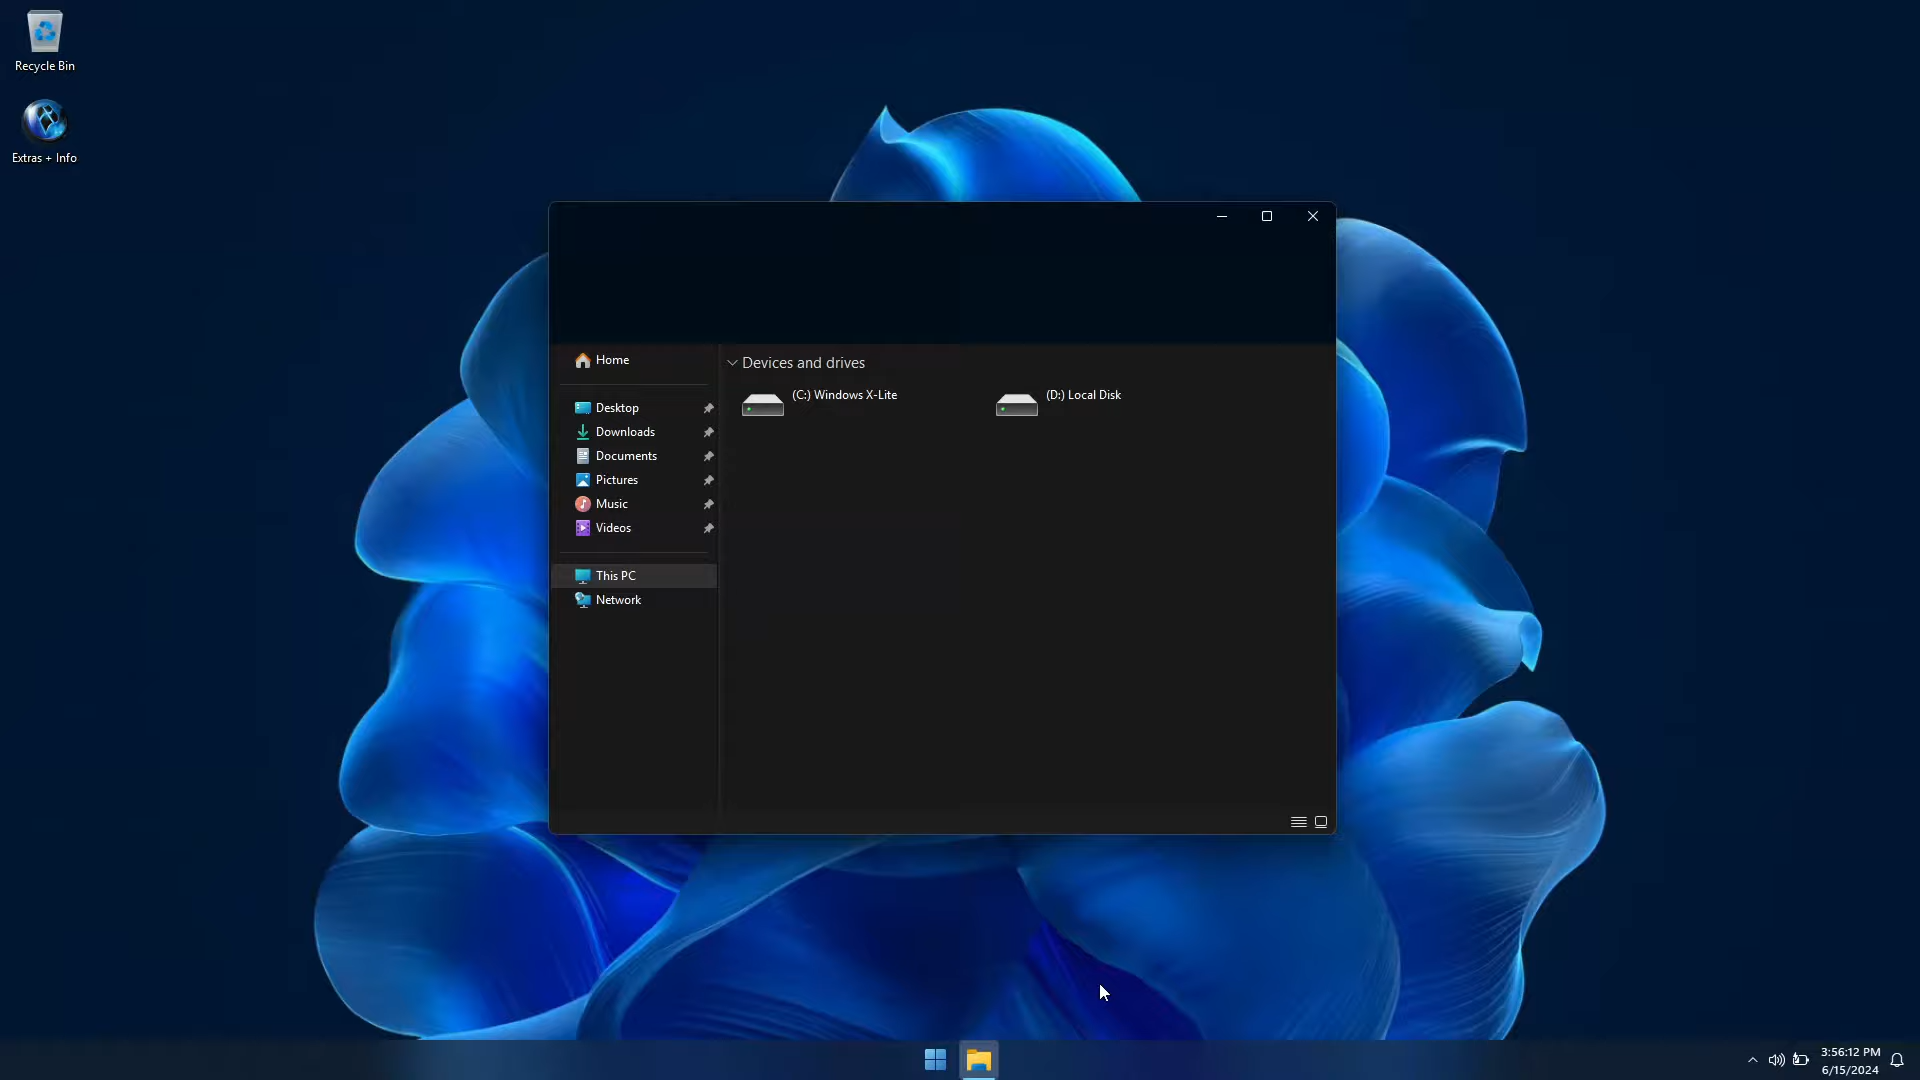 Recycle Bin
Extras + Info
Home
Desktop
Downloads
Documents
Pictures
Music
Videos
This PC
Network
Devices and drives
(C:) Windows X-Lite
(D:) Local Disk
3:56:12 PM
6/15/2024